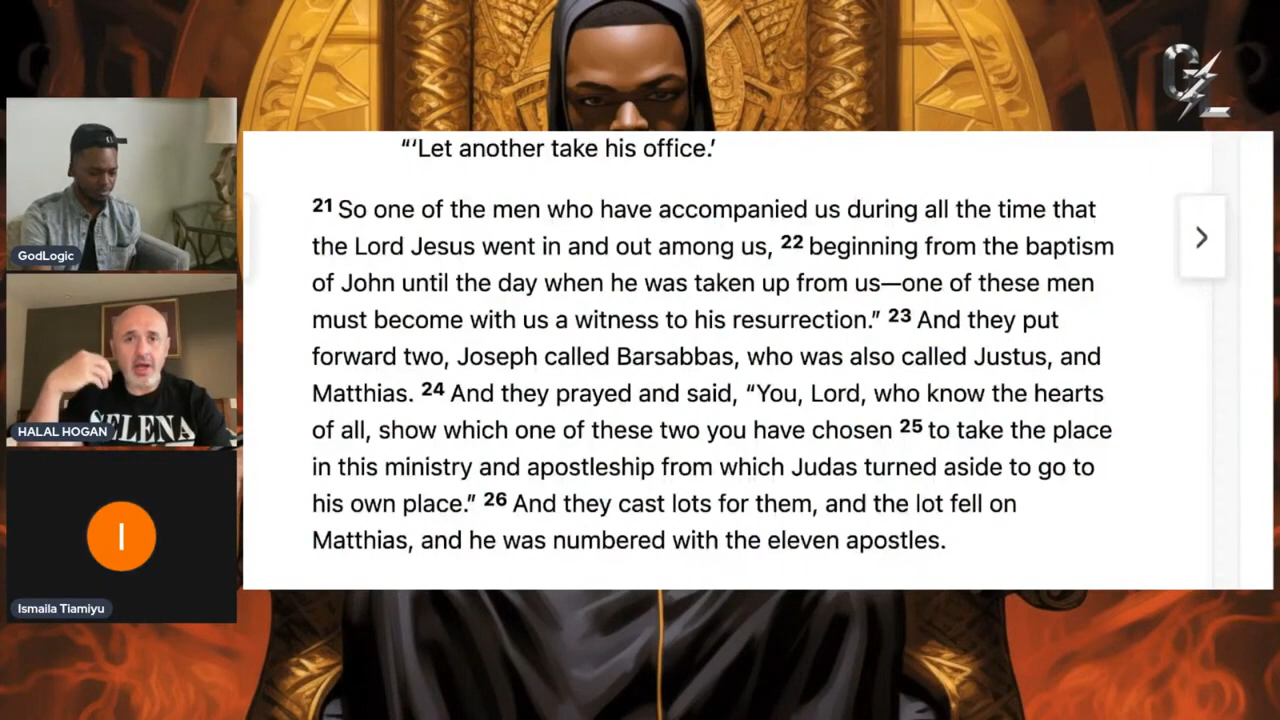 GL
GodLogic
SELENA
HALAL HOGAN
I
Ismaila Tiamiyu
“‘Let another take his office.’
21 So one of the men who have accompanied us during all the time that
the Lord Jesus went in and out among us, 22 beginning from the baptism
of John until the day when he was taken up from us—one of these men
must become with us a witness to his resurrection.” 23 And they put
forward two, Joseph called Barsabbas, who was also called Justus, and
Matthias. 24 And they prayed and said, “You, Lord, who know the hearts
of all, show which one of these two you have chosen 25 to take the place
in this ministry and apostleship from which Judas turned aside to go to
his own place.” 26 And they cast lots for them, and the lot fell on
Matthias, and he was numbered with the eleven apostles.